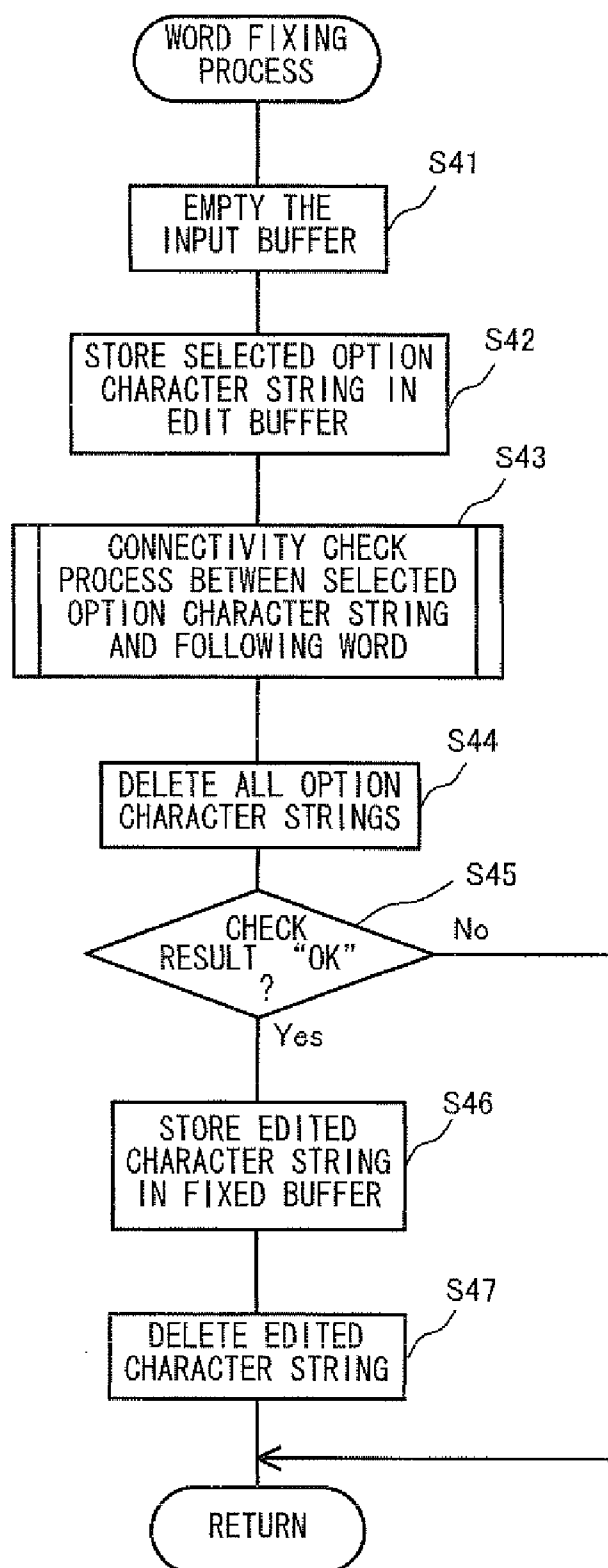 WORD FIXING
PROCESS
S41
EMPTY THE
INPUT BUFFER
S42
STORE SELECTED OPTION
CHARACTER STRING IN
EDIT BUFFER
S43
CONNECTIVITY CHECK
PROCESS BETWEEN SELECTED
OPTION CHARACTER STRING
AND FOLLOWING WORD
S44
DELETE ALL OPTION
CHARACTER STRINGS
S45
CHECK
RESULT “OK”
?
No
Yes
S46
STORE EDITED
CHARACTER STRING
IN FIXED BUFFER
S47
DELETE EDITED
CHARACTER STRING
RETURN